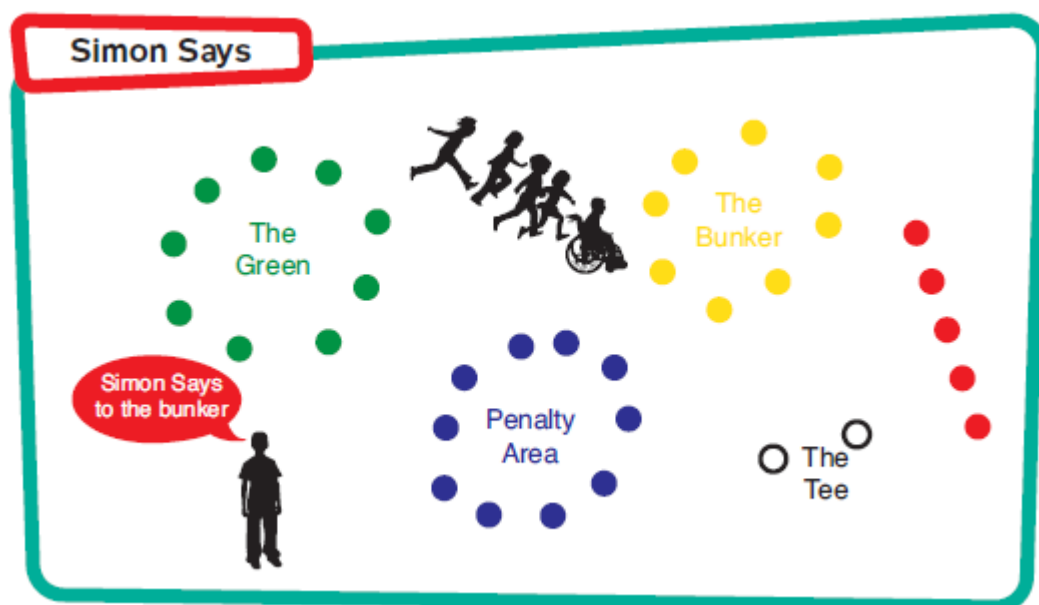 Simon Says
The
Green
The
Bunker
Simon Says
to the bunker
Penalty
Area
The
Tee